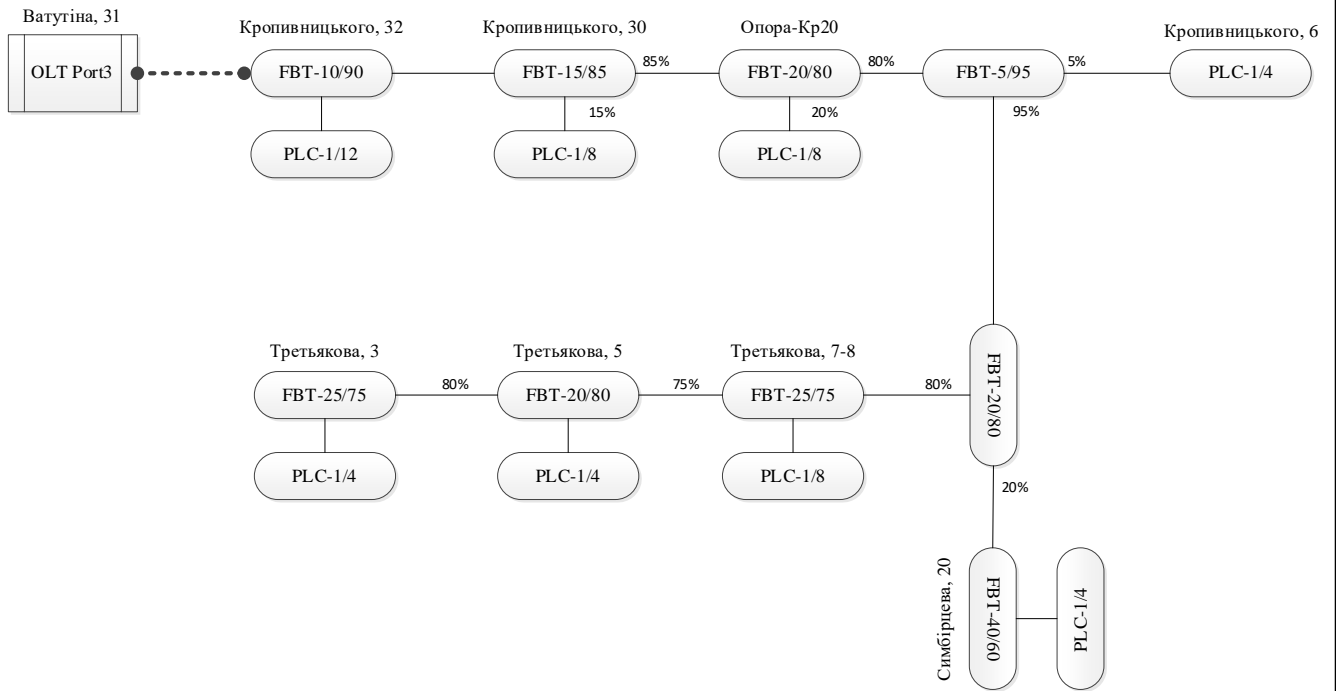 Ватутіна, 31
OLT Port3
Кропивницького, 32
FBT-10/90
PLC-1/12
Кропивницького, 30
FBT-15/85
85%
15%
PLC-1/8
Опора-Кр20
FBT-20/80
80%
20%
PLC-1/8
FBT-5/95
5%
95%
Кропивницького, 6
PLC-1/4
Третьякова, 3
FBT-25/75
PLC-1/4
80%
Третьякова, 5
FBT-20/80
PLC-1/4
75%
Третьякова, 7-8
FBT-25/75
PLC-1/8
80%
FBT-20/80
20%
Симбірцева, 20
FBT-40/60
PLC-1/4